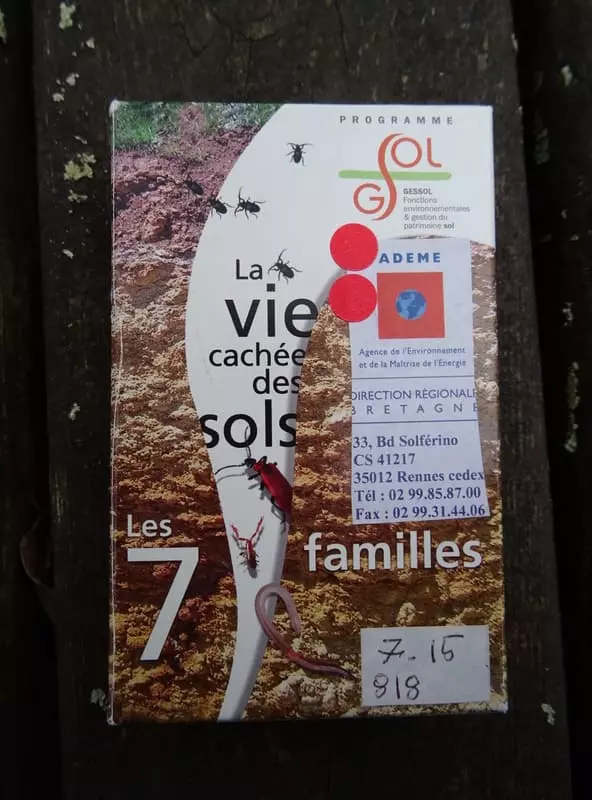 PROGRAMME
GSOL
GESSOL
Fonctions
environnementales
& gestion du
patrimoine sol
ADEME
Agence de l'Environnement
et de la Maîtrise de l'Energie
DIRECTION RÉGIONALE
BRETAGNE
33, Bd Solférino
CS 41217
35012 Rennes cedex
Tél : 02 99.85.87.00
Fax : 02 99.31.44.06
La
vie
cachée
des
sols
Les
7
familles
7-15
818